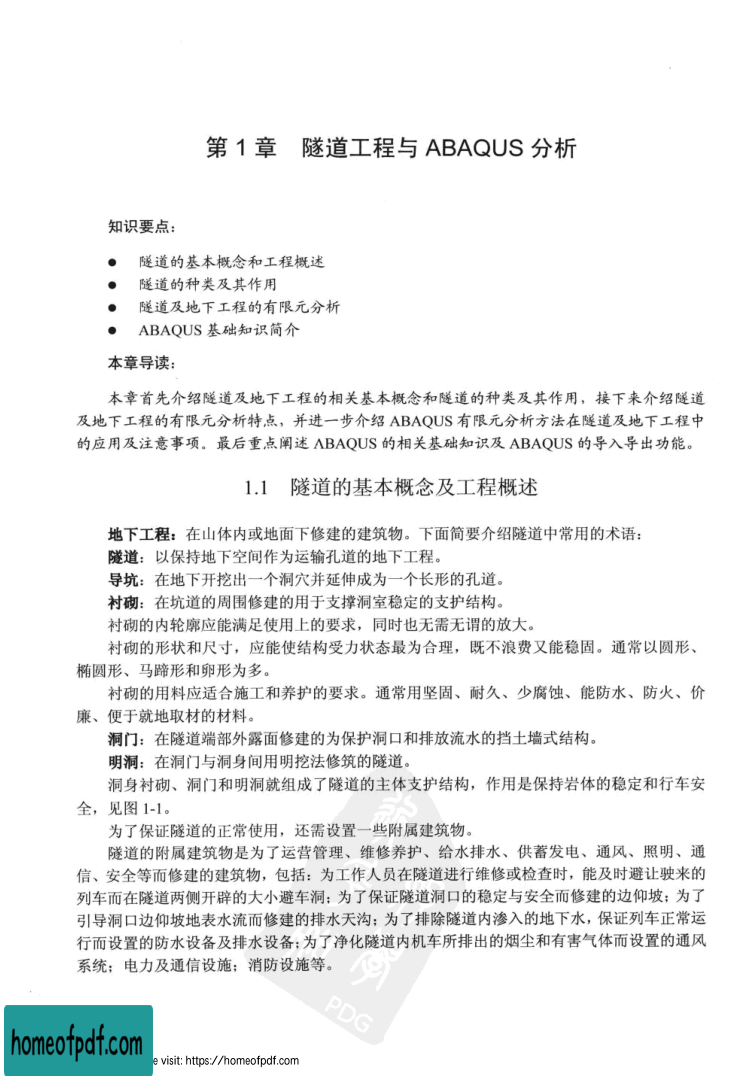 第 1 章 隧道工程与 ABAQUS 分析
知识要点：
● 隧道的基本概念和工程概述
● 隧道的种类及其作用
● 隧道及地下工程的有限元分析
● ABAQUS 基础知识简介
本章导读：
本章首先介绍隧道及地下工程的相关基本概念和隧道的种类及其作用，接下来介绍隧道
及地下工程的有限元分析特点，并进一步介绍 ABAQUS 有限元分析方法在隧道及地下工程中
的应用及注意事项。最后重点阐述 ABAQUS 的相关基础知识及 ABAQUS 的导入导出功能。
1.1 隧道的基本概念及工程概述
地下工程：在山体内或地面下修建的建筑物。下面简要介绍隧道中常用的术语：
隧道：以保持地下空间作为运输孔道的地下工程。
导坑：在地下开挖出一个洞穴并延伸成为一个长形的孔道。
衬砌：在坑道的周围修建的用于支撑洞室稳定的支护结构。
衬砌的内轮廓应能满足使用上的要求，同时也无需无谓的放大。
衬砌的形状和尺寸，应能使结构受力状态最为合理，既不浪费又能稳固。通常以圆形、
椭圆形、马蹄形和卵形为多。
衬砌的用料应适合施工和养护的要求。通常用坚固、耐久、少腐蚀、能防水、防火、价
廉、便于就地取材的材料。
洞门：在隧道端部外露面修建的为保护洞口和排放流水的挡土墙式结构。
明洞：在洞门与洞身间用明挖法修筑的隧道。
洞身衬砌、洞门和明洞就组成了隧道的主体支护结构，作用是保持岩体的稳定和行车安
全，见图 1-1。
为了保证隧道的正常使用，还需设置一些附属建筑物。
隧道的附属建筑物是为了运营管理、维修养护、给水排水、供蓄发电、通风、照明、通
信、安全等而修建的建筑物，包括：为工作人员在隧道进行维修或检查时，能及时避让驶来的
列车而在隧道两侧开辟的大小避车洞；为了保证隧道洞口的稳定与安全而修建的边仰坡；为了
引导洞口边仰坡地表水流而修建的排水天沟；为了排除隧道内渗入的地下水，保证列车正常运
行而设置的防水设备及排水设备；为了净化隧道内机车所排出的烟尘和有害气体而设置的通风
系统；电力及通信设施；消防设施等。
PDG
homeofpdf.com
e visit: https://homeofpdf.com